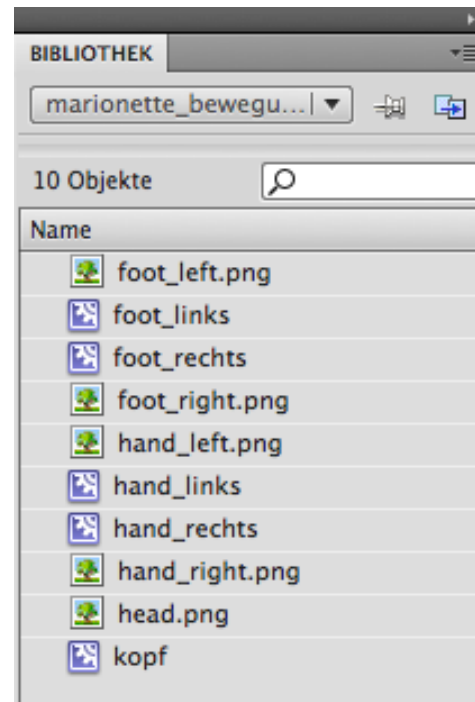 BIBLIOTHEK
marionette_bewegu...
10 Objekte
Name
foot_left.png
foot_links
foot_rechts
foot_right.png
hand_left.png
hand_links
hand_rechts
hand_right.png
head.png
kopf